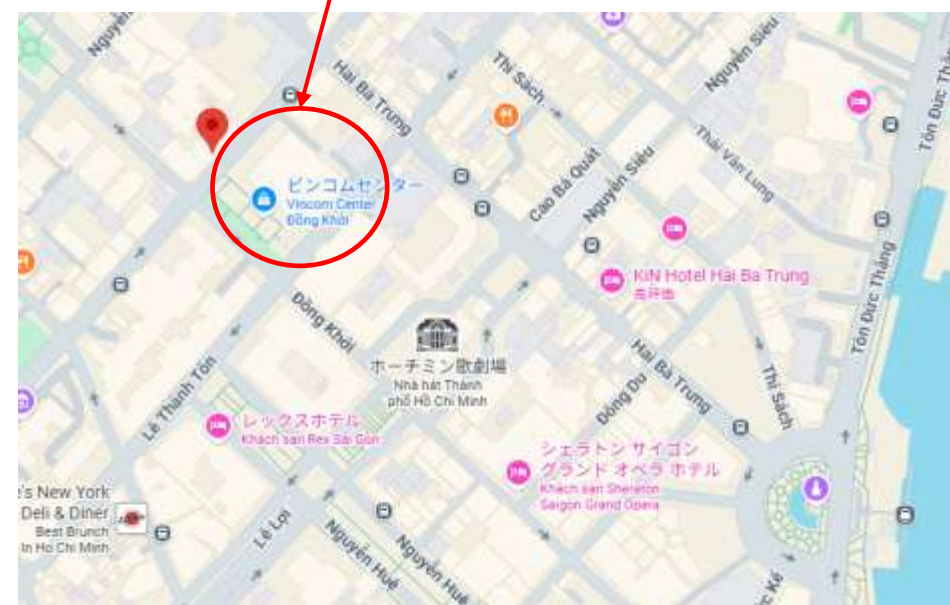 Nguyễn
Hai Bà Trưng
Thi Sách
Nguyễn Siêu
Tôn Đức Thắng
ビンコムセンター
Vincom Center
Đồng Khởi
Cao Bá Quát
Nguyễn Siêu
Thái Văn Lung
KIN Hotel Hai Ba Trung
高評価
Tôn Đức Thắng
Đồng Khởi
ホーチミン歌劇場
Nhà hát Thành
phố Hồ Chí Minh
Hai Bà Trưng
Thi Sách
Lê Thánh Tôn
Đông Du
レックスホテル
Khách sạn Rex Sài Gòn
シェラトン サイゴン
グランド オペラ ホテル
Khách sạn Sheraton
Saigon Grand Opera
's New York
Deli & Diner
Best Brunch
In Ho Chi Minh
Lê Lợi
Nguyễn Huệ
Nguyễn Huệ